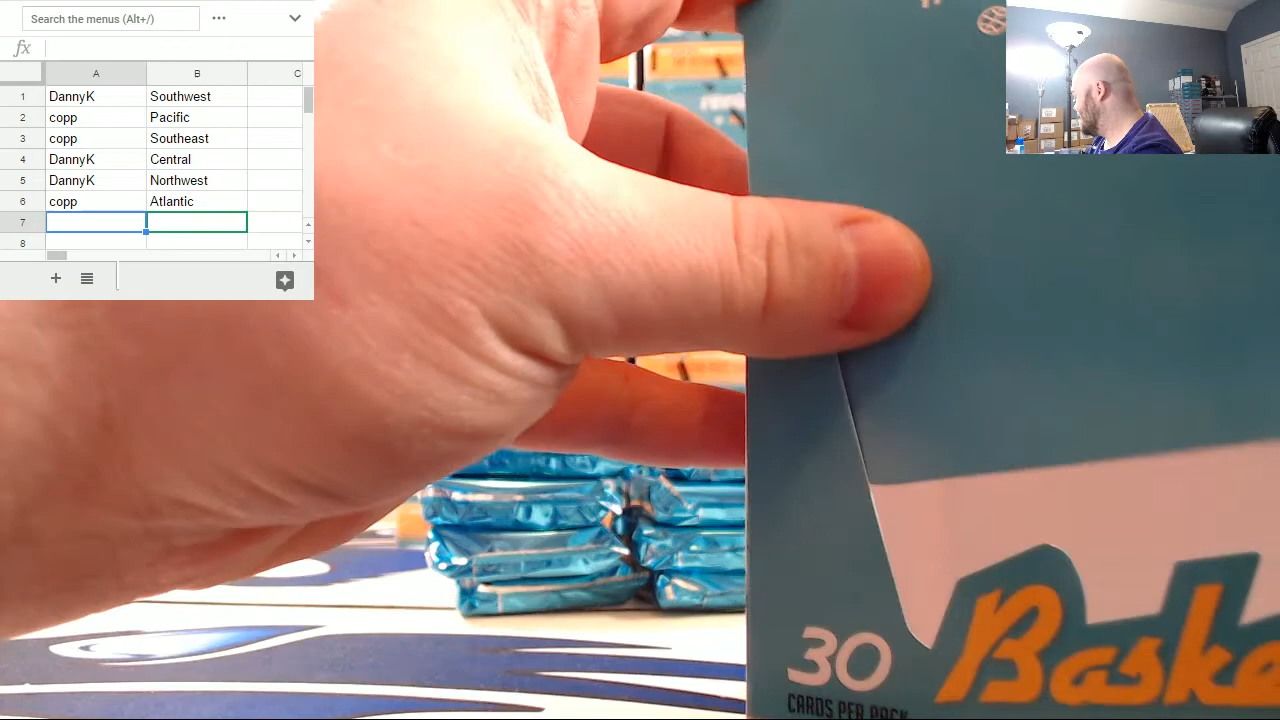 Search the menus (Alt+/)
fx
A B C
1 DannyK Southwest
2 copp Pacific
3 copp Southeast
4 DannyK Central
5 DannyK Northwest
6 copp Atlantic
7
8
30
CARDS PER PACK
Baske